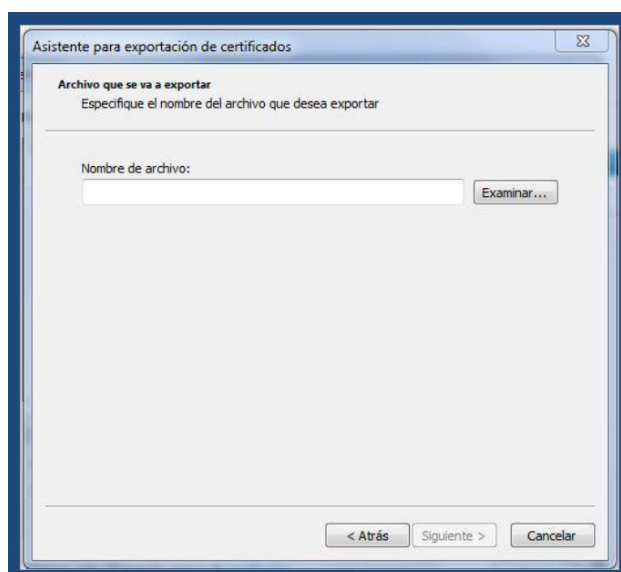 Asistente para exportación de certificados
Archivo que se va a exportar
Especifique el nombre del archivo que desea exportar
Nombre de archivo:
Examinar...
< Atrás
Siguiente >
Cancelar